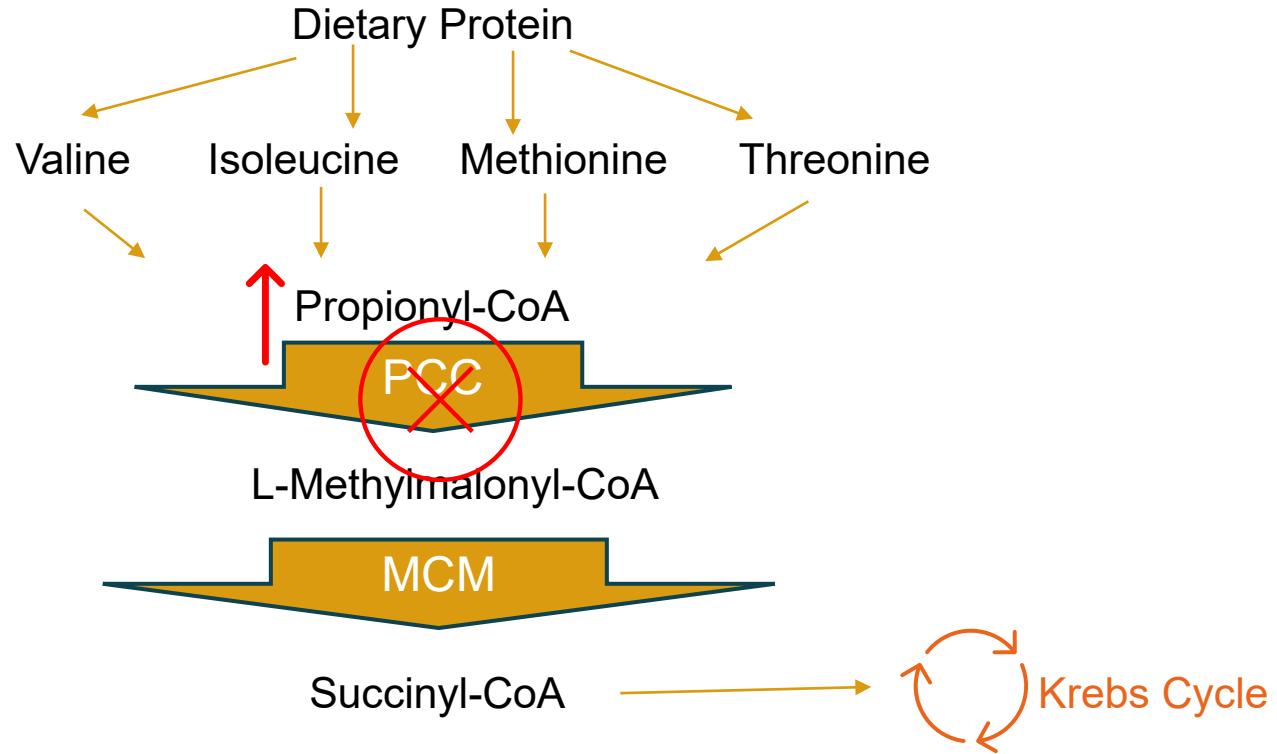 Dietary Protein
Valine Isoleucine Methionine Threonine
Propionyl-CoA
PCC
L-Methylmalonyl-CoA
MCM
Succinyl-CoA Krebs Cycle